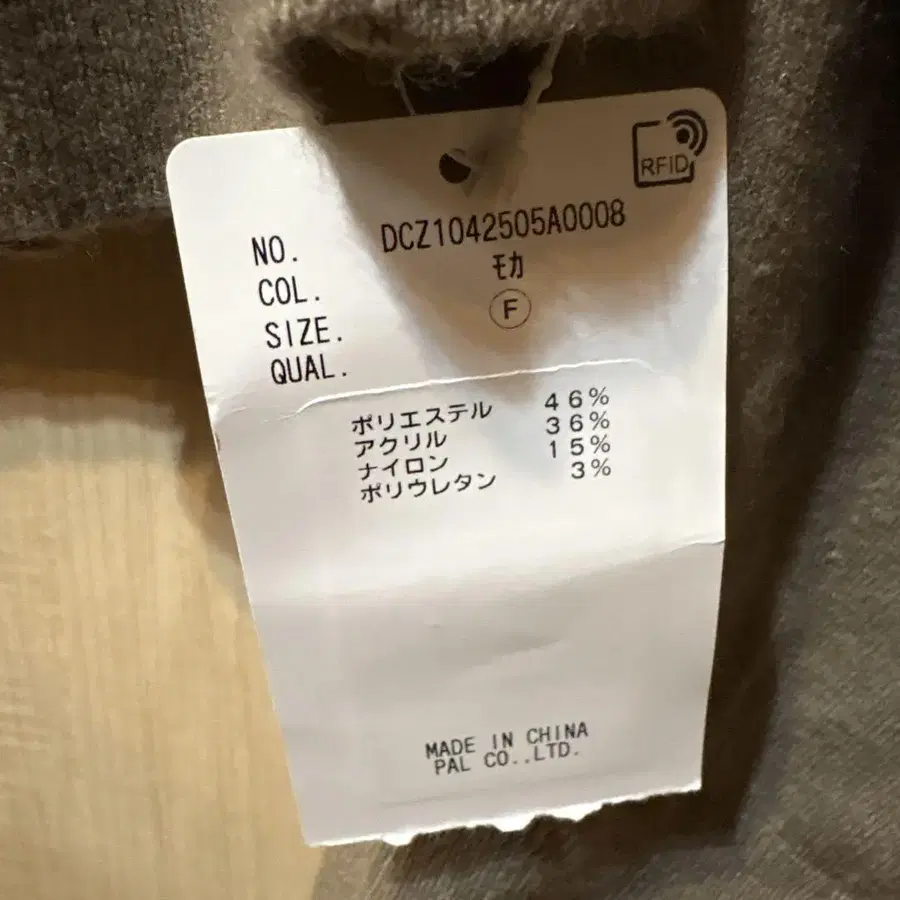 RFID
NO. DCZ1042505A0008
COL. モカ
SIZE. F
QUAL.
ポリエステル 46%
アクリル 36%
ナイロン 15%
ポリウレタン 3%
MADE IN CHINA
PAL CO.,LTD.